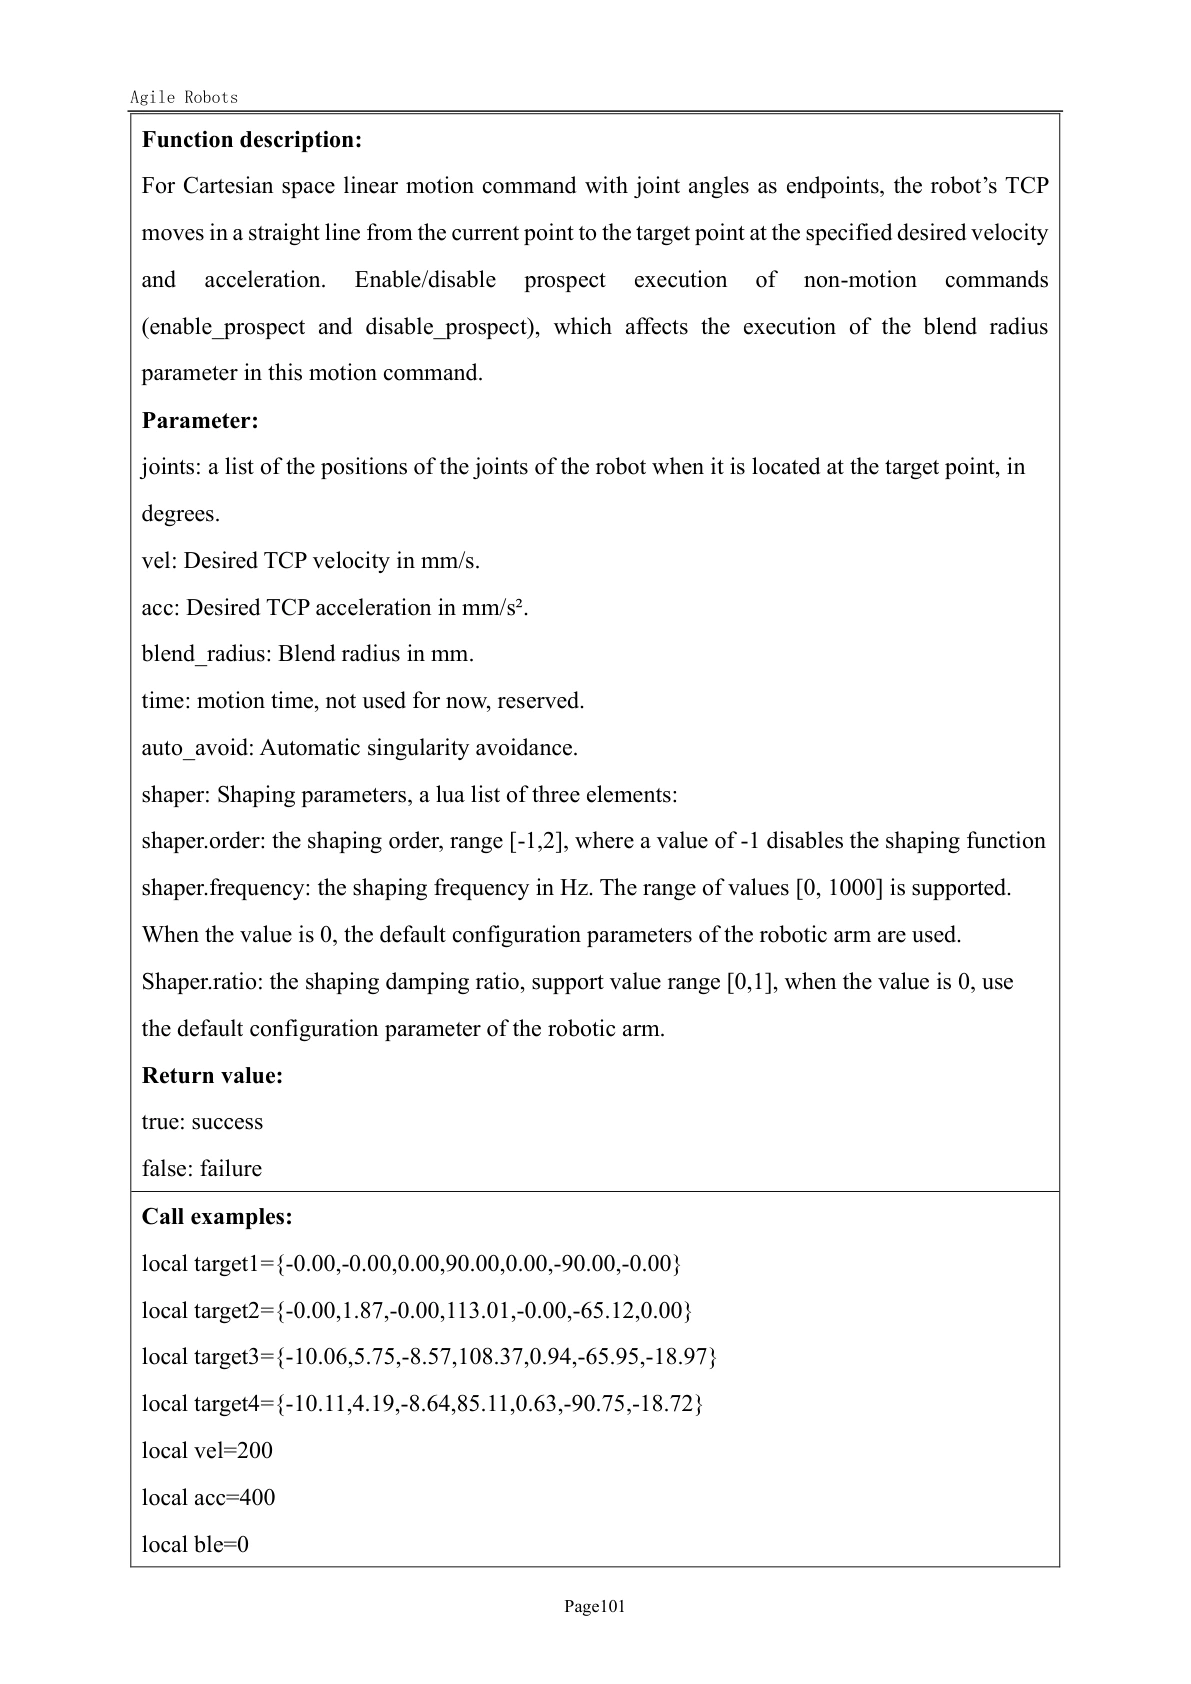 Agile Robots
Function description:
For Cartesian space linear motion command with joint angles as endpoints, the robot’s TCP
moves in a straight line from the current point to the target point at the specified desired velocity
and acceleration. Enable/disable prospect execution of non-motion commands
(enable_prospect and disable_prospect), which affects the execution of the blend radius
parameter in this motion command.
Parameter:
joints: a list of the positions of the joints of the robot when it is located at the target point, in
degrees.
vel: Desired TCP velocity in mm/s.
acc: Desired TCP acceleration in mm/s².
blend_radius: Blend radius in mm.
time: motion time, not used for now, reserved.
auto_avoid: Automatic singularity avoidance.
shaper: Shaping parameters, a lua list of three elements:
shaper.order: the shaping order, range [-1,2], where a value of -1 disables the shaping function
shaper.frequency: the shaping frequency in Hz. The range of values [0, 1000] is supported.
When the value is 0, the default configuration parameters of the robotic arm are used.
Shaper.ratio: the shaping damping ratio, support value range [0,1], when the value is 0, use
the default configuration parameter of the robotic arm.
Return value:
true: success
false: failure
Call examples:
local target1={-0.00,-0.00,0.00,90.00,0.00,-90.00,-0.00}
local target2={-0.00,1.87,-0.00,113.01,-0.00,-65.12,0.00}
local target3={-10.06,5.75,-8.57,108.37,0.94,-65.95,-18.97}
local target4={-10.11,4.19,-8.64,85.11,0.63,-90.75,-18.72}
local vel=200
local acc=400
local ble=0
Page101